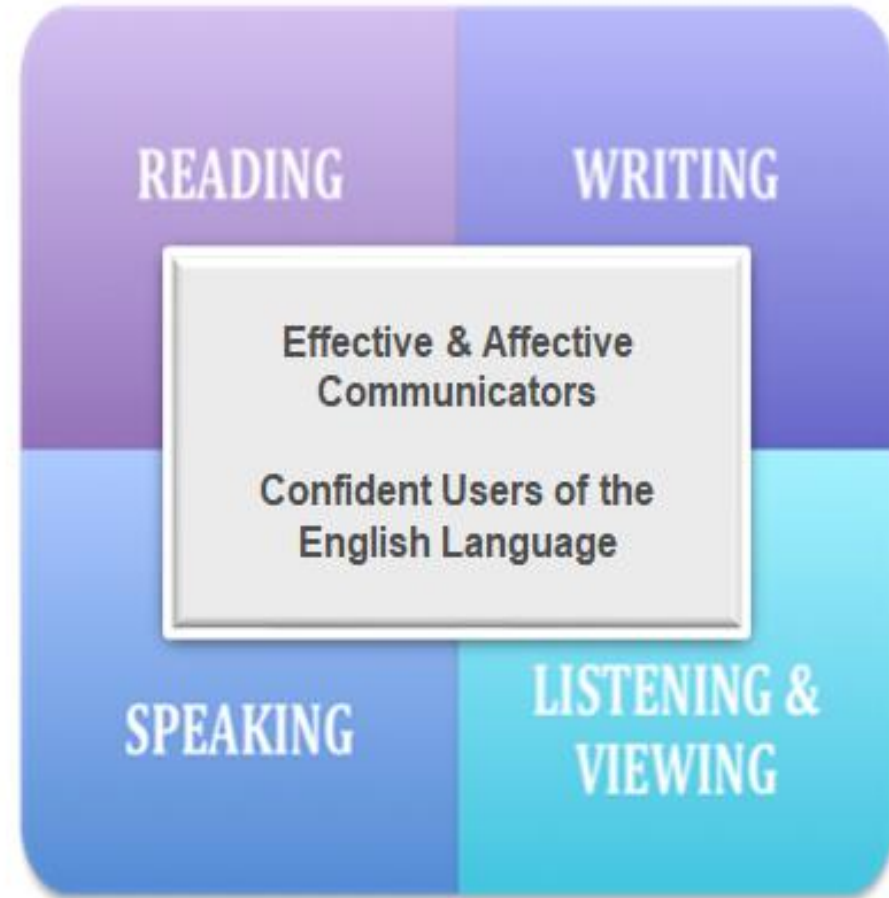 READING
WRITING
Effective & Affective
Communicators
Confident Users of the
English Language
SPEAKING
LISTENING &
VIEWING